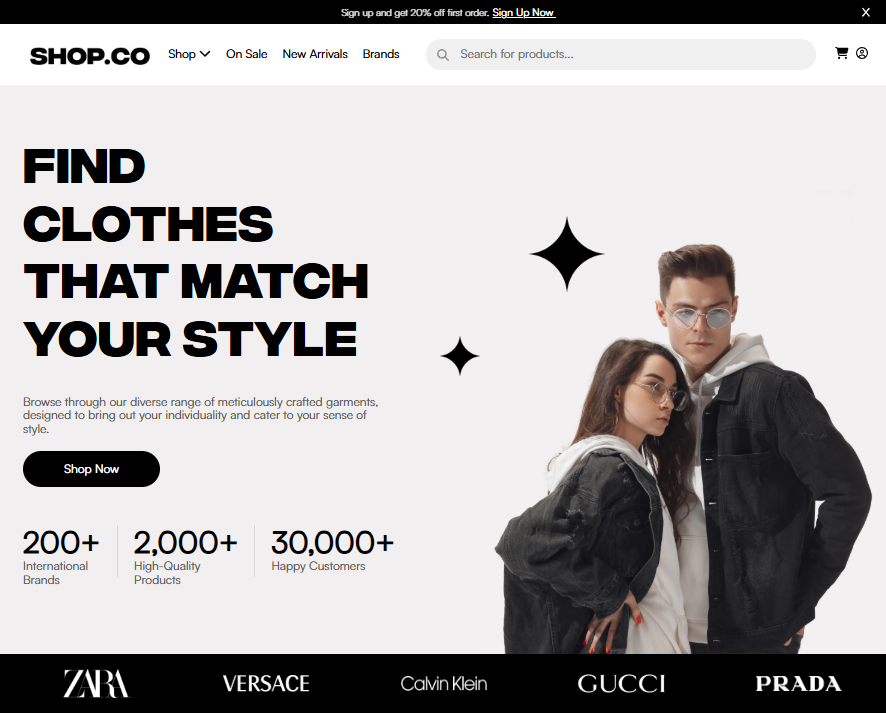 Sign up and get 20% off first order. Sign Up Now
X
SHOP.CO Shop On Sale New Arrivals Brands Search for products...
FIND
CLOTHES
THAT MATCH
YOUR STYLE
Browse through our diverse range of meticulously crafted garments,
designed to bring out your individuality and cater to your sense of
style.
Shop Now
200+ 2,000+ 30,000+
International High-Quality Happy Customers
Brands Products
ZARA VERSACE Calvin Klein GUCCI PRADA